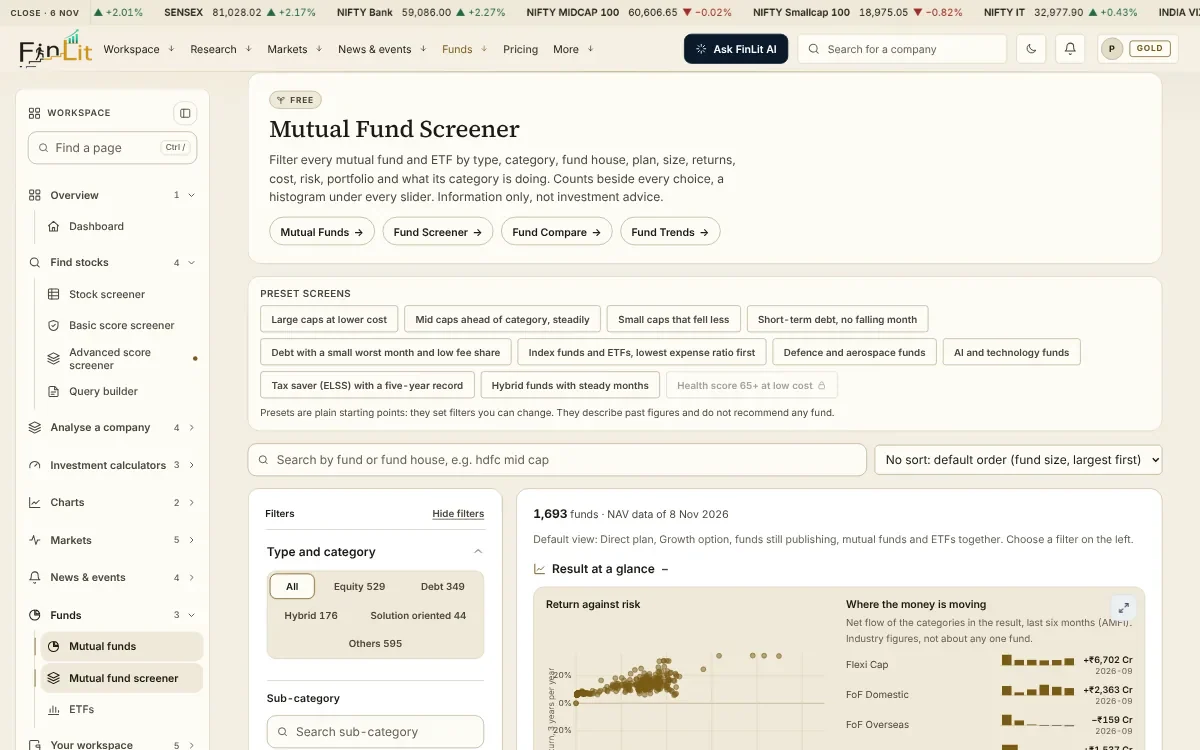 CLOSE · 6 NOV ▲ +2.01% SENSEX 81,028.02 ▲ +2.17% NIFTY Bank 59,086.00 ▲ +2.27% NIFTY MIDCAP 100 60,606.65 ▼ −0.02% NIFTY Smallcap 100 18,975.05 ▼ −0.82% NIFTY IT 32,977.90 ▲ +0.43% INDIA
FinLit
Workspace Research Markets News & events Funds Pricing More
Ask FinLit AI
Search for a company
P GOLD
WORKSPACE
Find a page Ctrl /
Overview 1
Dashboard
Find stocks 4
Stock screener
Basic score screener
Advanced score
screener
Query builder
Analyse a company 4
Investment calculators 3
Charts 2
Markets 5
News & events 4
Funds 3
Mutual funds
Mutual fund screener
ETFs
Your workspace 5
FREE
Mutual Fund Screener
Filter every mutual fund and ETF by type, category, fund house, plan, size, returns,
cost, risk, portfolio and what its category is doing. Counts beside every choice, a
histogram under every slider. Information only, not investment advice.
Mutual Funds → Fund Screener → Fund Compare → Fund Trends →
PRESET SCREENS
Large caps at lower cost Mid caps ahead of category, steadily Small caps that fell less Short-term debt, no falling month
Debt with a small worst month and low fee share Index funds and ETFs, lowest expense ratio first Defence and aerospace funds AI and technology funds
Tax saver (ELSS) with a five-year record Hybrid funds with steady months Health score 65+ at low cost
Presets are plain starting points: they set filters you can change. They describe past figures and do not recommend any fund.
Search by fund or fund house, e.g. hdfc mid cap
No sort: default order (fund size, largest first)
Filters Hide filters
Type and category
All Equity 529 Debt 349
Hybrid 176 Solution oriented 44
Others 595
Sub-category
Search sub-category
1,693 funds · NAV data of 8 Nov 2026
Default view: Direct plan, Growth option, funds still publishing, mutual funds and ETFs together. Choose a filter on the left.
Result at a glance –
Return against risk
20%
0%
20%
3 years per year
Where the money is moving
Net flow of the categories in the result, last six months (AMFI).
Industry figures, not about any one fund.
Flexi Cap +₹6,702 Cr
2026-09
FoF Domestic +₹2,363 Cr
2026-09
FoF Overseas −₹159 Cr
2026-09
+₹1,537 Cr